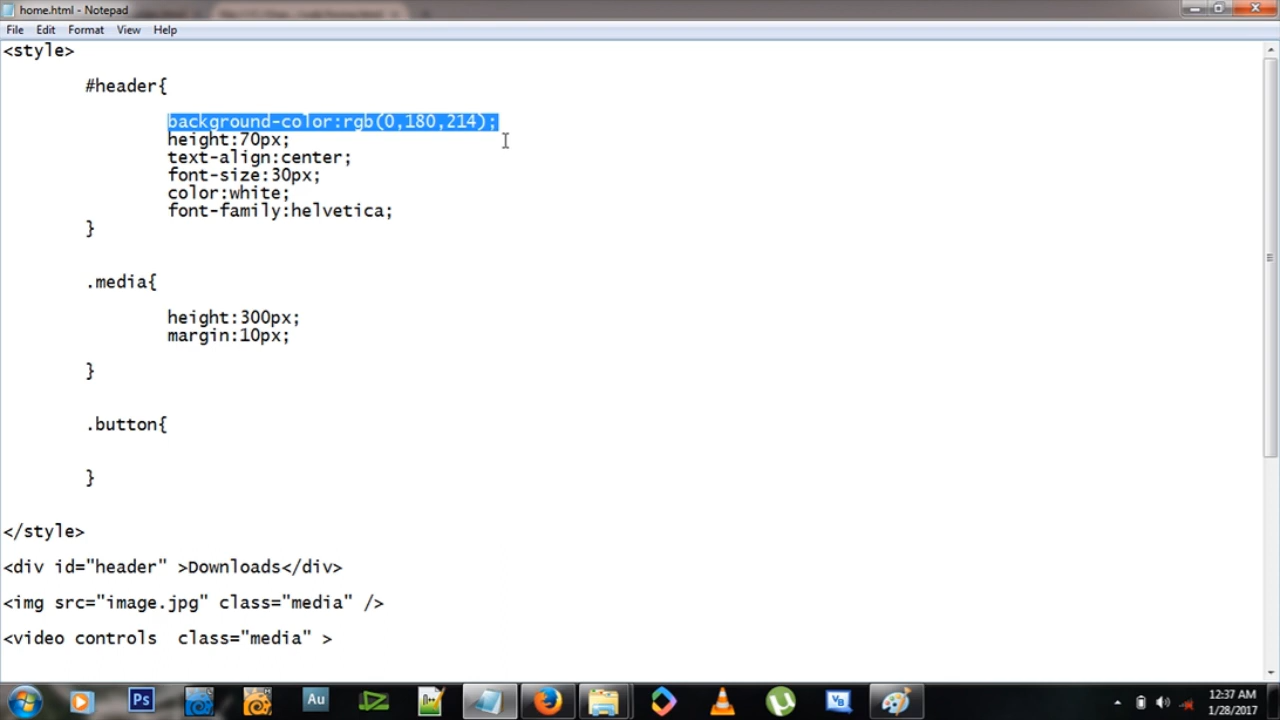 home.html - Notepad
File Edit Format View Help
<style>
#header{
background-color:rgb(0,180,214);
height:70px;
text-align:center;
font-size:30px;
color:white;
font-family:helvetica;
}
.media{
height:300px;
margin:10px;
}
.button{
}
</style>
<div id="header" >Downloads</div>
<img src="image.jpg" class="media" />
<video controls  class="media" >
Ps
Au
VB
12:37 AM
1/28/2017